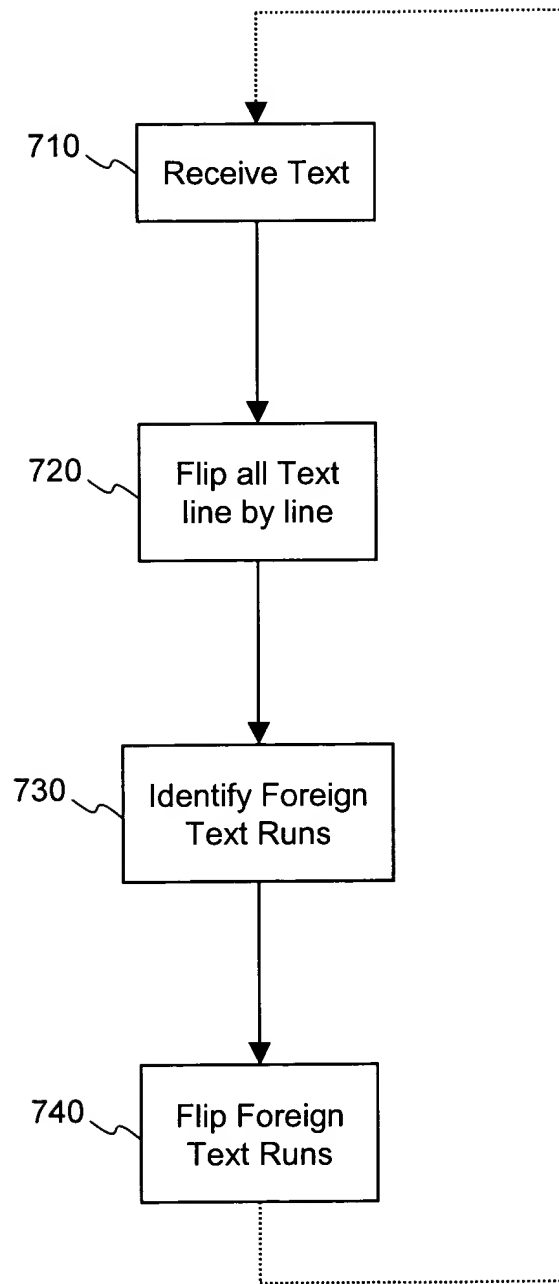 710
Receive Text
720
Flip all Text
line by line
730
Identify Foreign
Text Runs
740
Flip Foreign
Text Runs